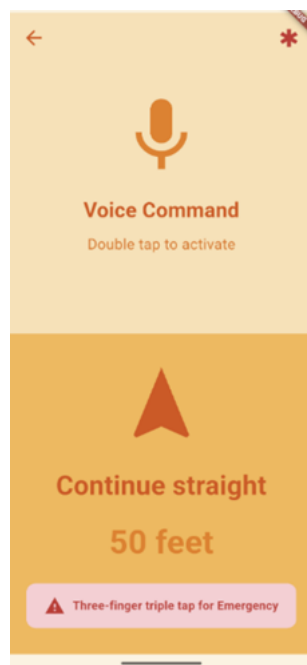 Voice Command
Double tap to activate
Continue straight
50 feet
Three-finger triple tap for Emergency